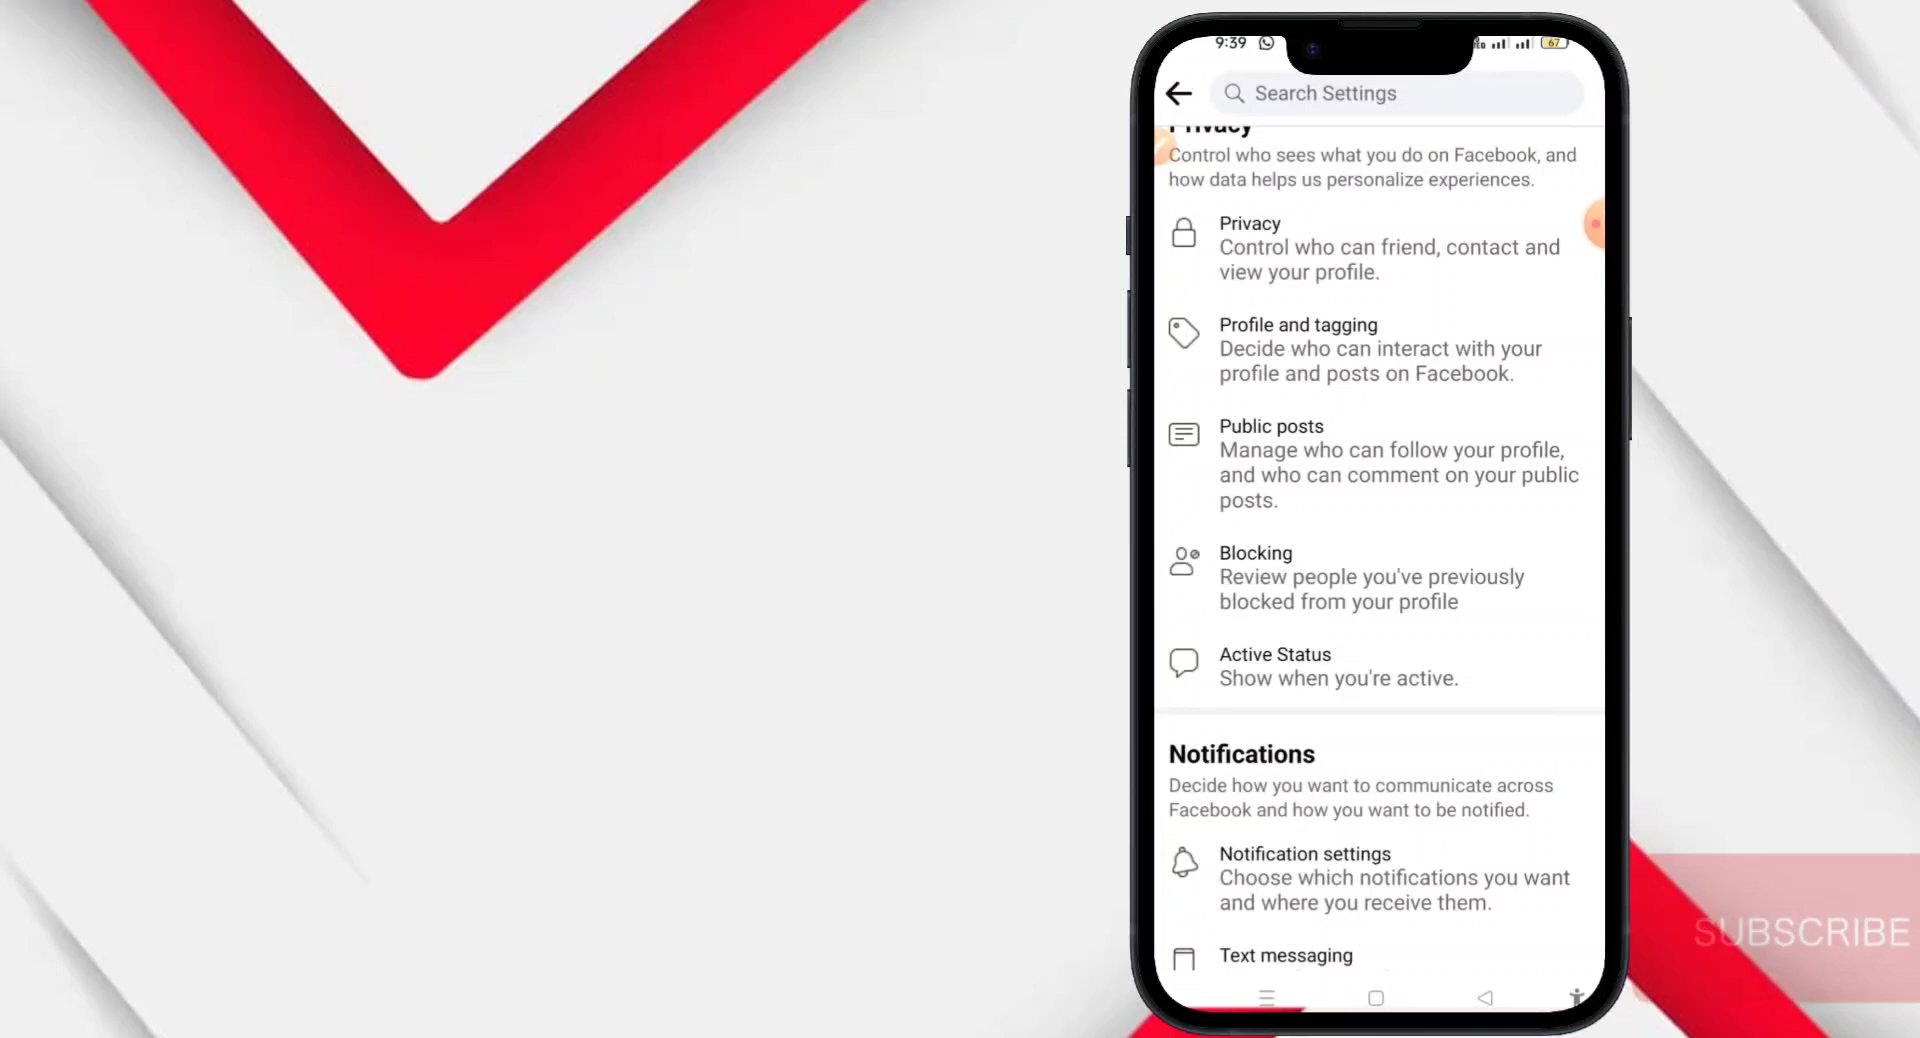 9:39
67
Search Settings
Privacy
Control who sees what you do on Facebook, and
how data helps us personalize experiences.
Privacy
Control who can friend, contact and
view your profile.
Profile and tagging
Decide who can interact with your
profile and posts on Facebook.
Public posts
Manage who can follow your profile,
and who can comment on your public
posts.
Blocking
Review people you've previously
blocked from your profile
Active Status
Show when you're active.
Notifications
Decide how you want to communicate across
Facebook and how you want to be notified.
Notification settings
Choose which notifications you want
and where you receive them.
Text messaging
SUBSCRIBE